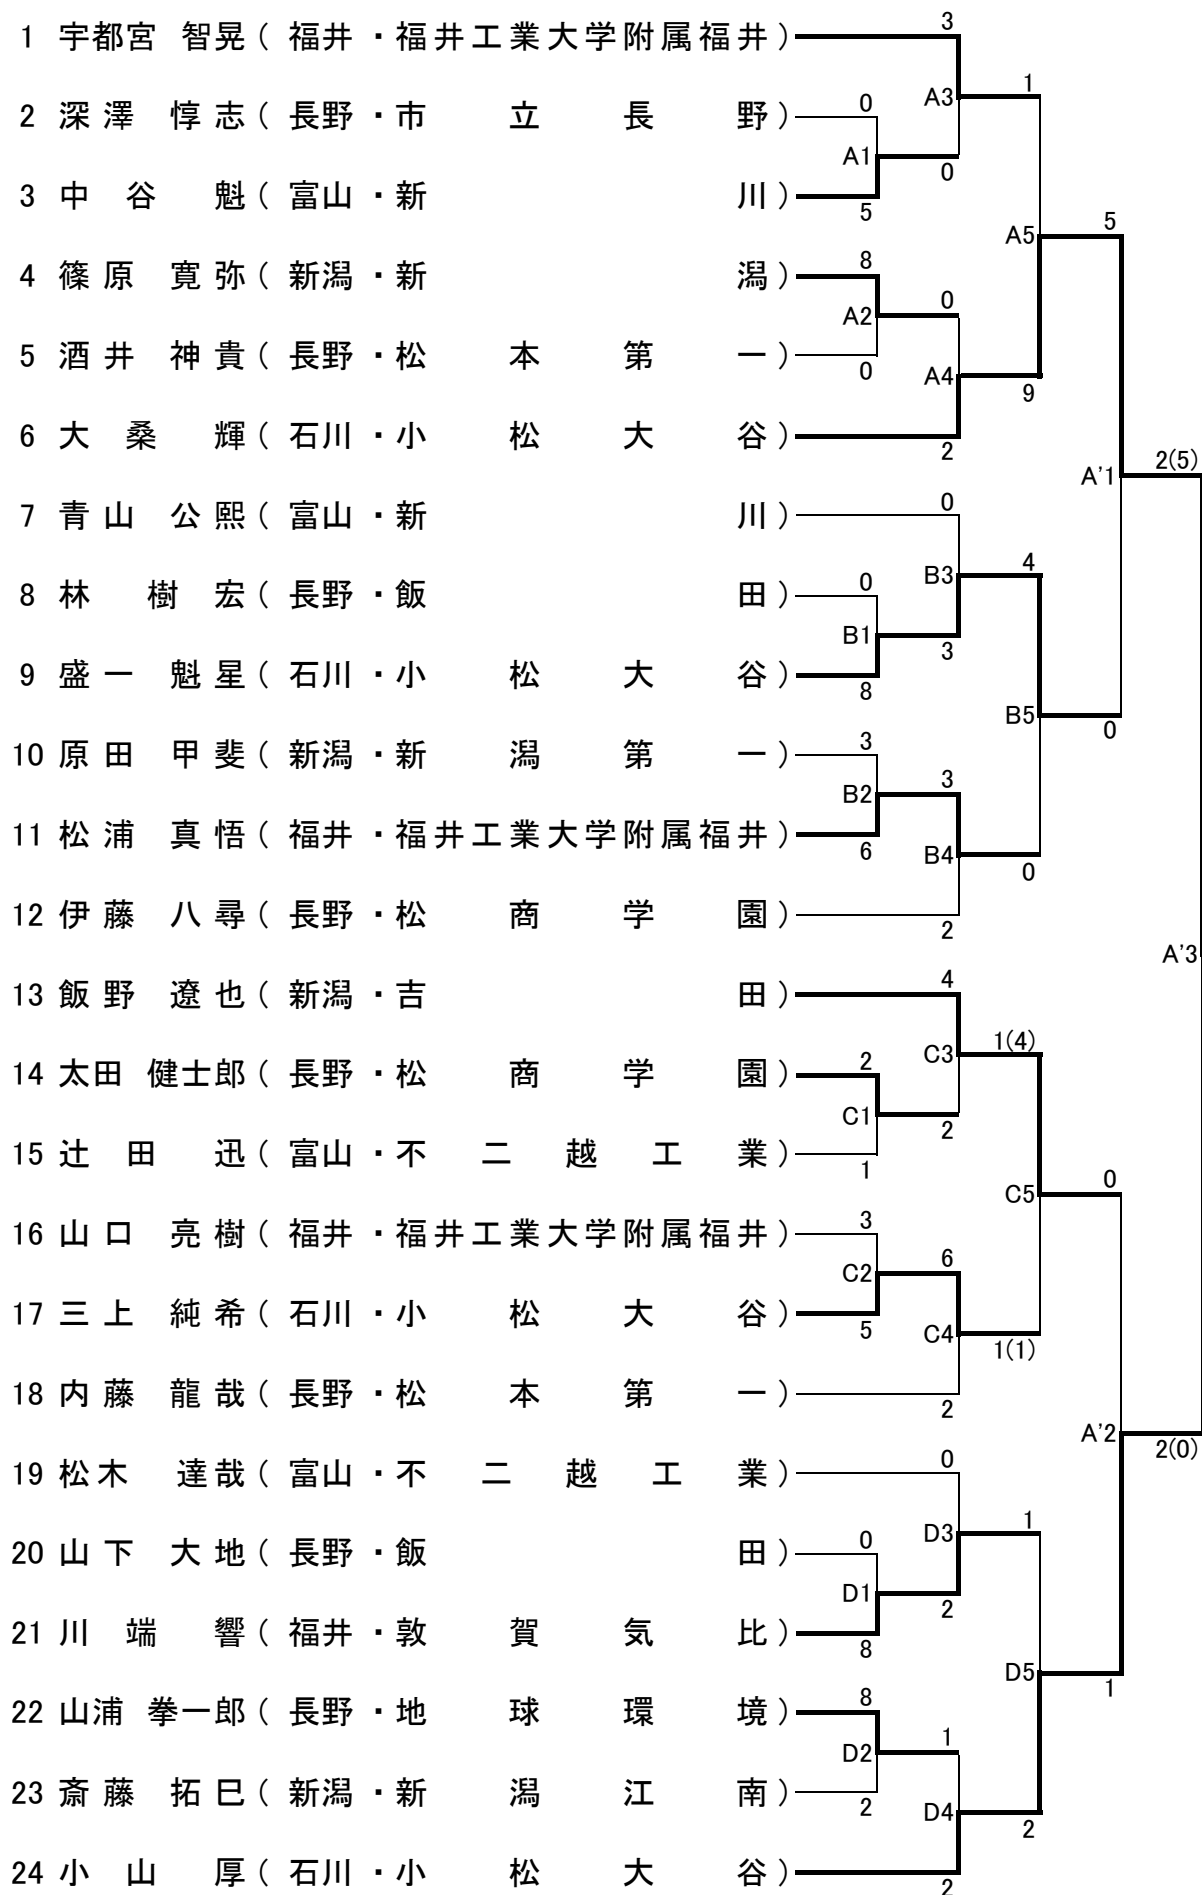 3
1 宇都宮 智晃 ( 福井 ・福井工業大学附属福井 )
1
A3
0
2 深澤 惇志 ( 長野 ・市立長野 )
A1
0
3 中谷 魁 ( 富山 ・新川 )
5
A5
5
8
4 篠原 寛弥 ( 新潟 ・新潟 )
0
A2
5 酒井 神貴 ( 長野 ・松本第一 )
0
A4
9
6 大桑 輝 ( 石川 ・小松大谷 )
2
2(5)
A'1
0
7 青山 公熙 ( 富山 ・新川 )
4
B3
0
8 林 樹宏 ( 長野 ・飯田 )
B1
3
9 盛一 魁星 ( 石川 ・小松大谷 )
8
B5
0
3
10 原田 甲斐 ( 新潟 ・新潟第一 )
3
B2
11 松浦 真悟 ( 福井 ・福井工業大学附属福井 )
6
B4
0
12 伊藤 八尋 ( 長野 ・松商学園 )
2
A'3
4
13 飯野 遼也 ( 新潟 ・吉田 )
1(4)
C3
2
14 太田 健士郎 ( 長野 ・松商学園 )
C1
2
15 辻田 迅 ( 富山 ・不二越工業 )
1
0
C5
3
16 山口 亮樹 ( 福井 ・福井工業大学附属福井 )
6
C2
17 三上 純希 ( 石川 ・小松大谷 )
5
C4
1(1)
18 内藤 龍哉 ( 長野 ・松本第一 )
2
A'2
2(0)
0
19 松木 達哉 ( 富山 ・不二越工業 )
1
D3
0
20 山下 大地 ( 長野 ・飯田 )
D1
2
21 川端 響 ( 福井 ・敦賀気比 )
8
D5
1
8
22 山浦 拳一郎 ( 長野 ・地球環境 )
1
D2
23 斎藤 拓巳 ( 新潟 ・新潟江南 )
2
D4
2
24 小山 厚 ( 石川 ・小松大谷 )
2